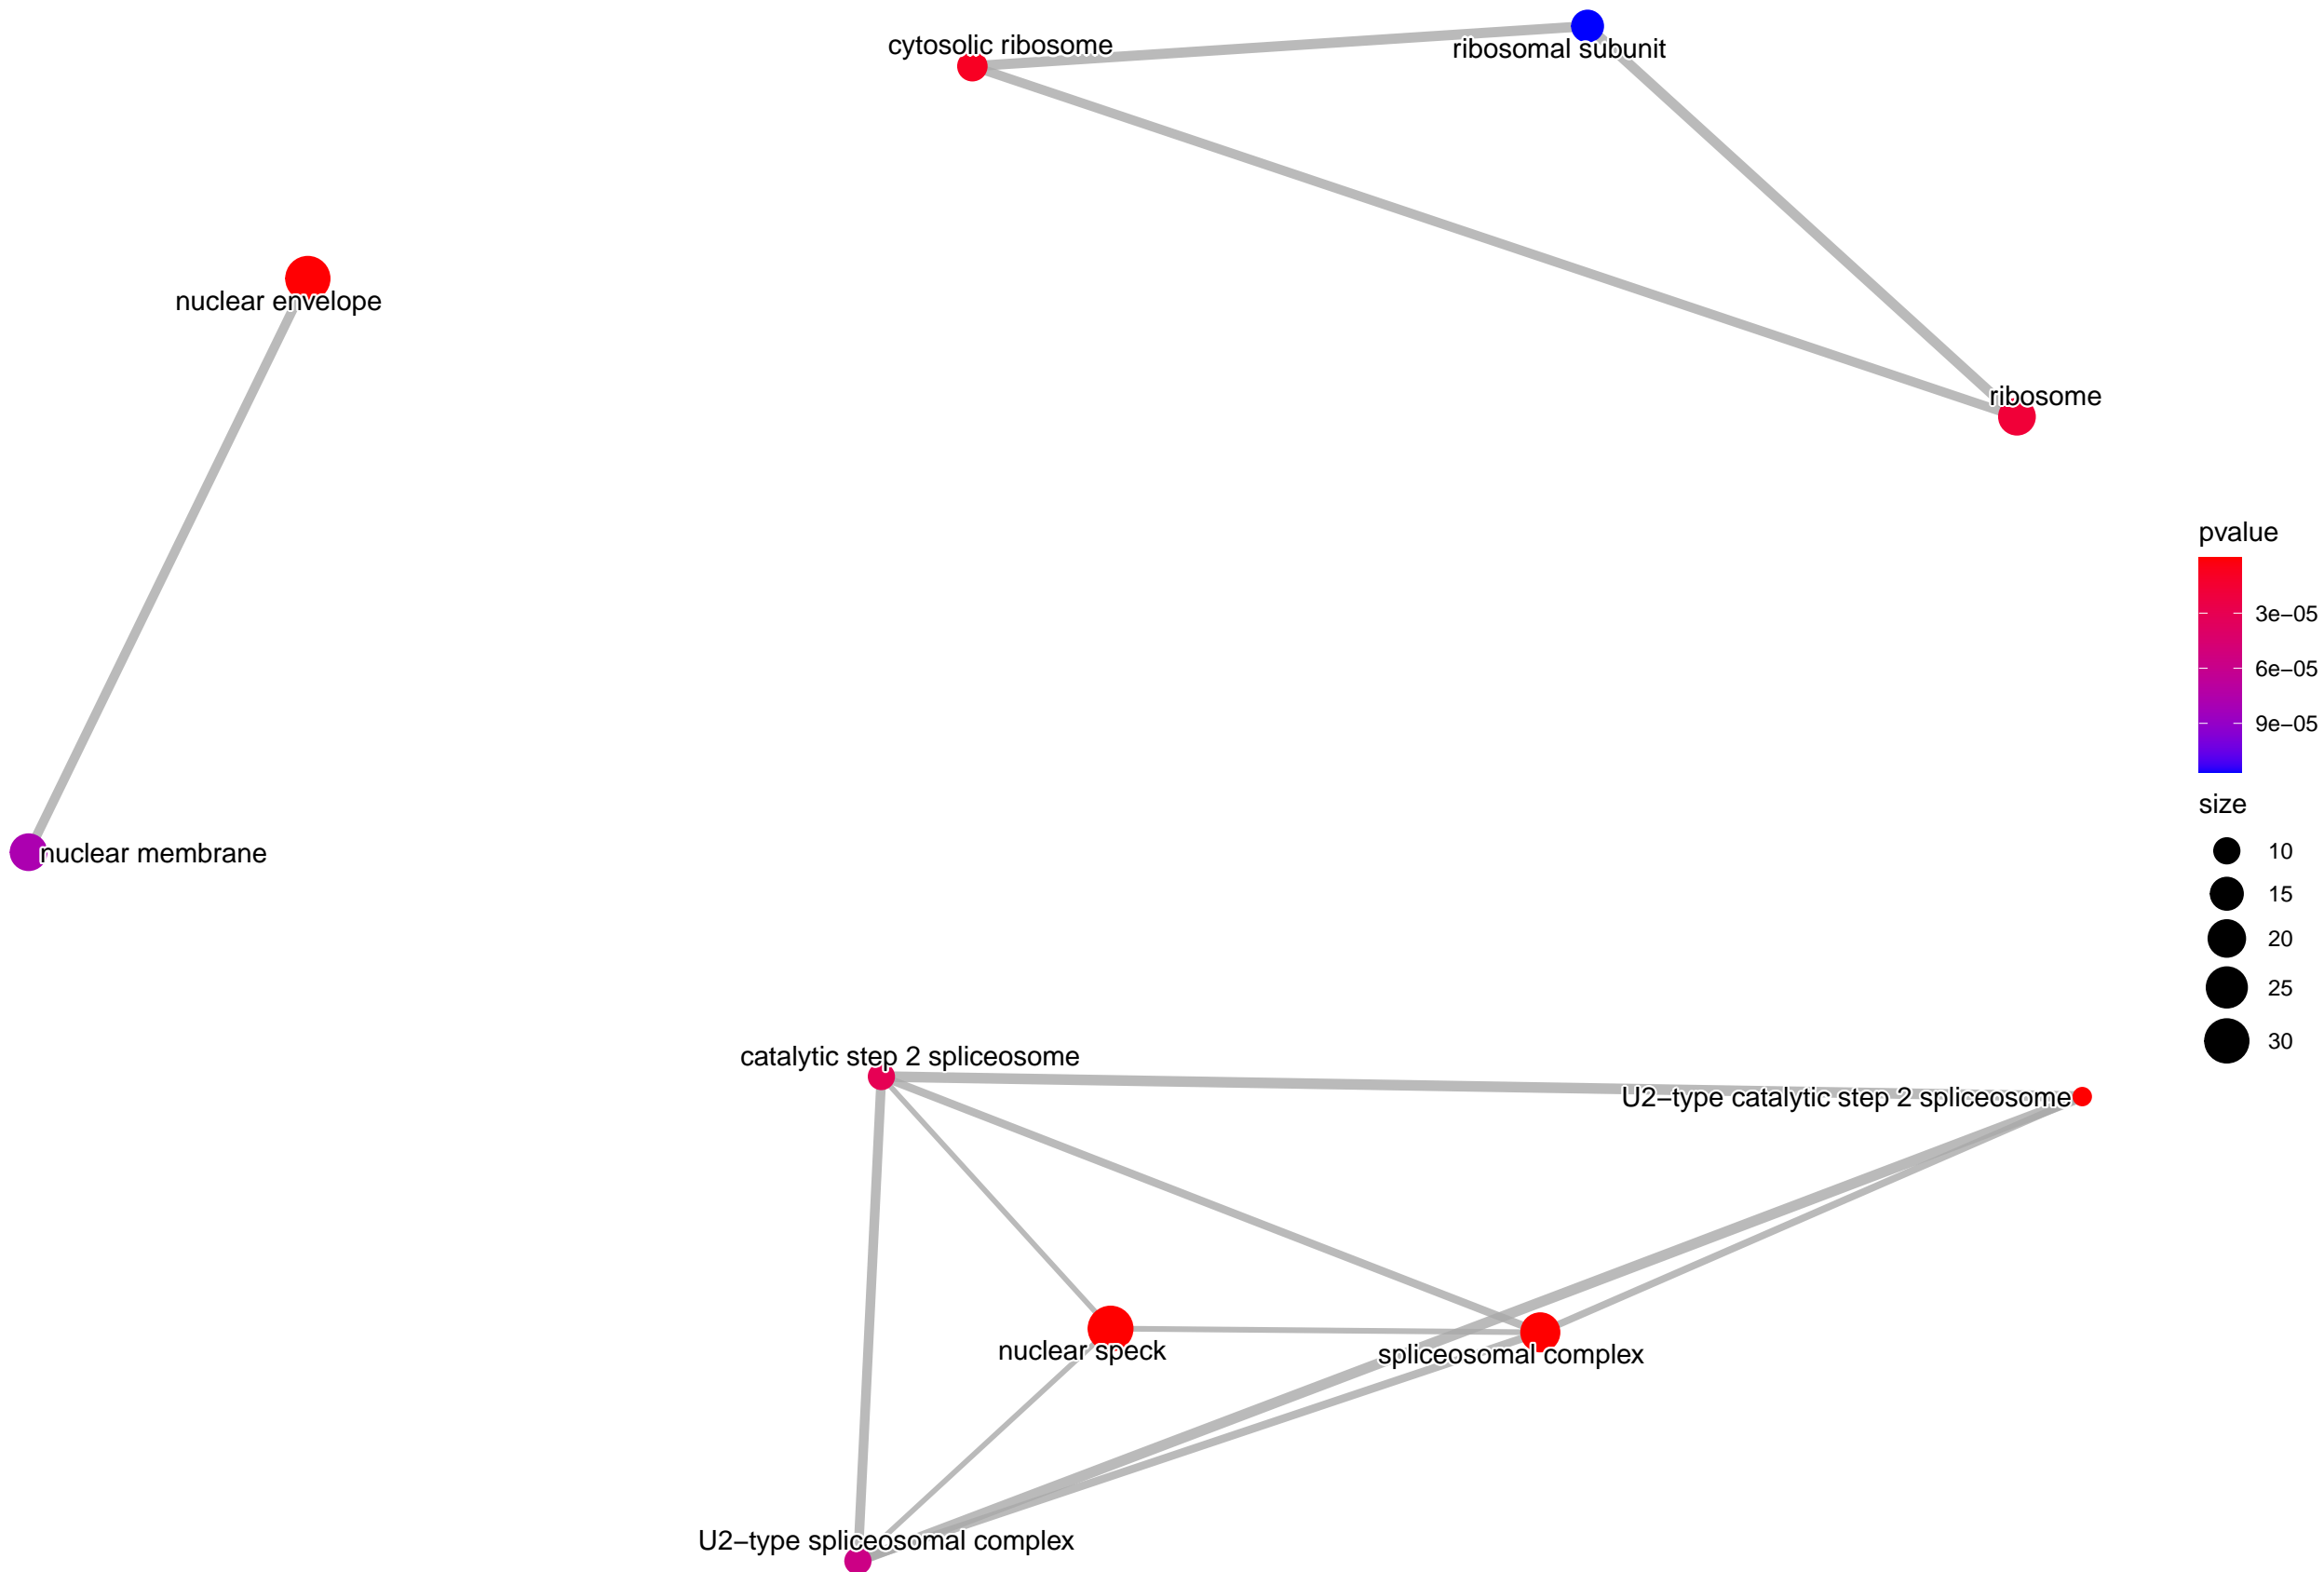 cytosolic ribosome
ribosomal subunit
nuclear envelope
ribosome
pvalue
3e−05
6e−05
9e−05
size
10
15
20
25
30
nuclear membrane
catalytic step 2 spliceosome
U2−type catalytic step 2 spliceosome
nuclear speck
spliceosomal complex
U2−type spliceosomal complex